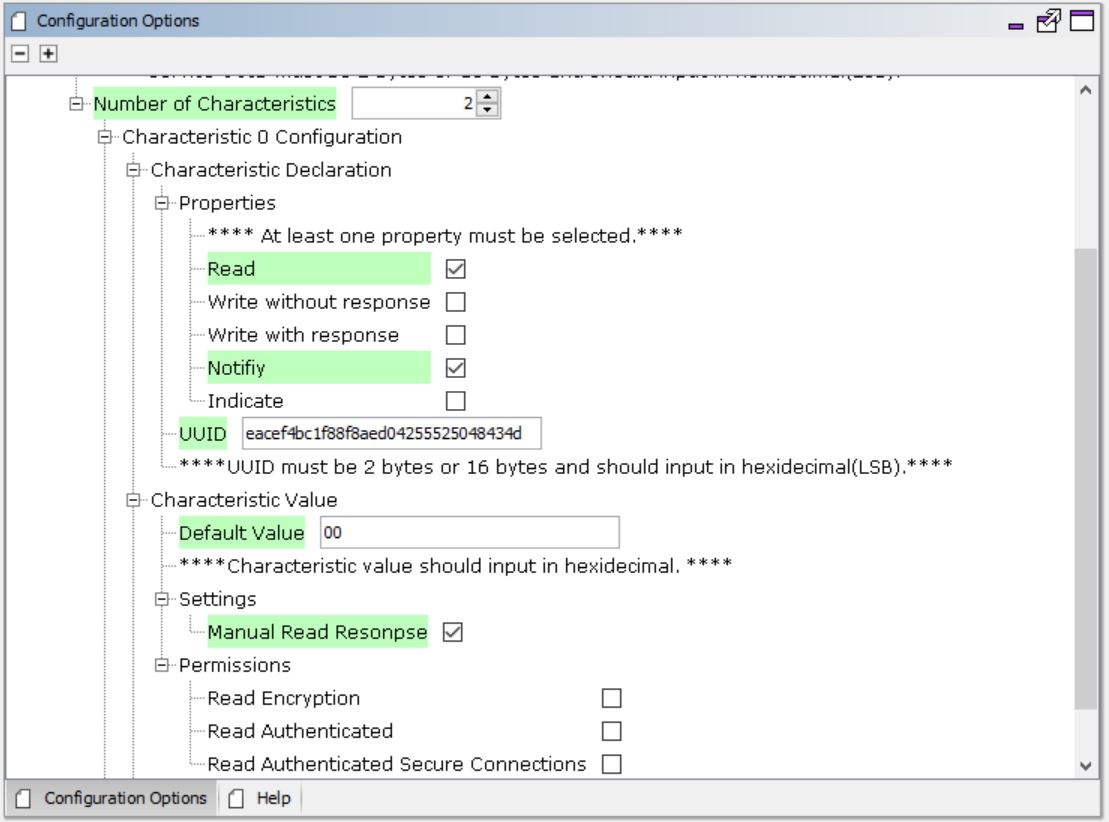 Configuration Options
Number of Characteristics 2
Characteristic 0 Configuration
Characteristic Declaration
Properties
**** At least one property must be selected.****
Read
Write without response
Write with response
Notifiy
Indicate
UUID eacef4bc1f88f8aed04255525048434d
****UUID must be 2 bytes or 16 bytes and should input in hexidecimal(LSB).****
Characteristic Value
Default Value 00
****Characteristic value should input in hexidecimal. ****
Settings
Manual Read Resonpse
Permissions
Read Encryption
Read Authenticated
Read Authenticated Secure Connections
Configuration Options Help